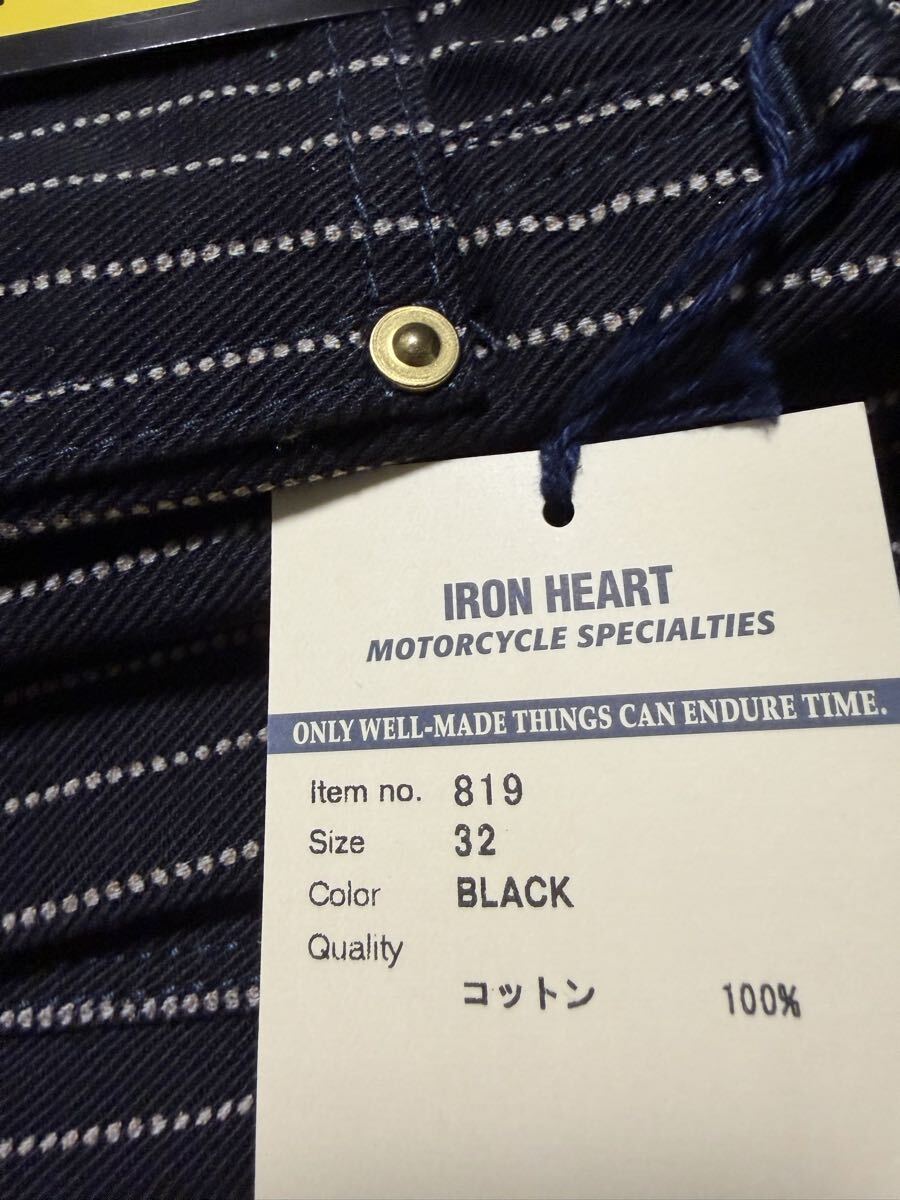 IRON HEART
MOTORCYCLE SPECIALTIES
ONLY WELL-MADE THINGS CAN ENDURE TIME.
Item no. 819
Size 32
Color BLACK
Quality
コットン 100%